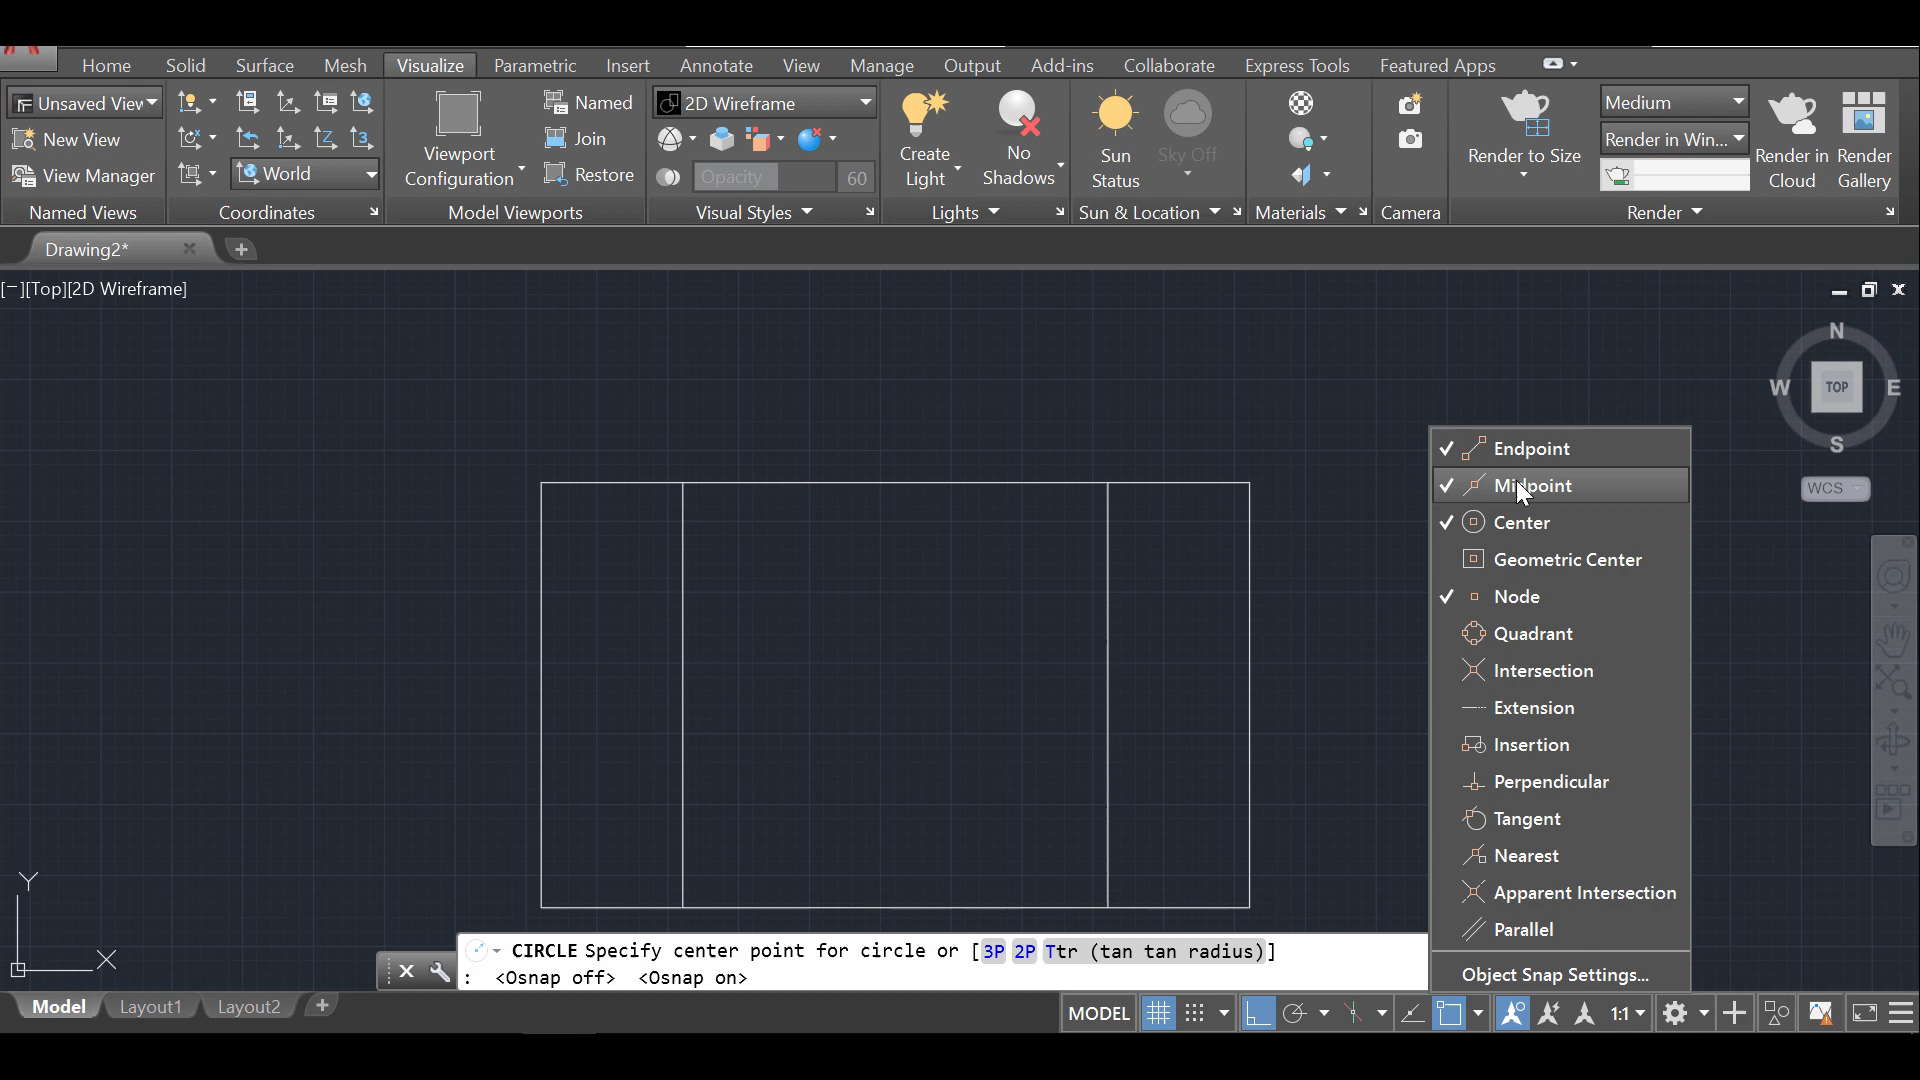 Home Solid Surface Mesh Visualize Parametric Insert Annotate View Manage Output Add-ins Collaborate Express Tools Featured Apps
Unsaved View
New View
View Manager
Named Views
World
Coordinates
Viewport
Configuration
Named
Join
Restore
Model Viewports
2D Wireframe
Opacity 60
Visual Styles
Create
Light
No
Shadows
Lights
Sun
Status
Sky Off
Sun & Location
Materials
Camera
Render to Size
Medium
Render in Win...
Render in
Cloud
Render
Gallery
Render
Drawing2*
[−][Top][2D Wireframe]
N
W TOP E
S
WCS
Endpoint
Midpoint
Center
Geometric Center
Node
Quadrant
Intersection
Extension
Insertion
Perpendicular
Tangent
Nearest
Apparent Intersection
Parallel
Object Snap Settings...
Y
X
CIRCLE Specify center point for circle or [3P 2P Ttr (tan tan radius)]
: <Osnap off> <Osnap on>
Model Layout1 Layout2
MODEL 1:1